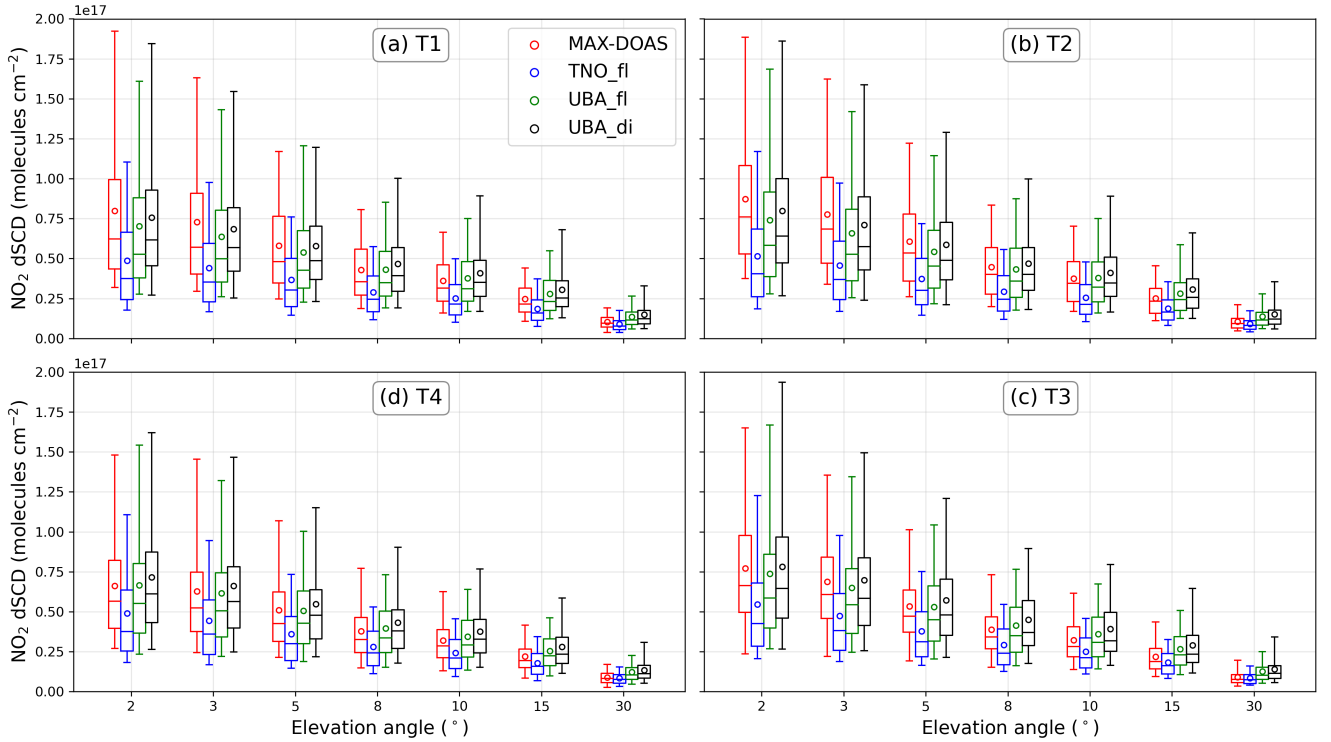 1e17
(a) T1
(b) T2
MAX-DOAS
TNO_fl
UBA_fl
UBA_di
NO₂ dSCD (molecules cm⁻²)
2.00
1.75
1.50
1.25
1.00
0.75
0.50
0.25
0.00
1e17
(d) T4
(c) T3
NO₂ dSCD (molecules cm⁻²)
2.00
1.75
1.50
1.25
1.00
0.75
0.50
0.25
0.00
2 3 5 8 10 15 30
2 3 5 8 10 15 30
Elevation angle (°)
Elevation angle (°)